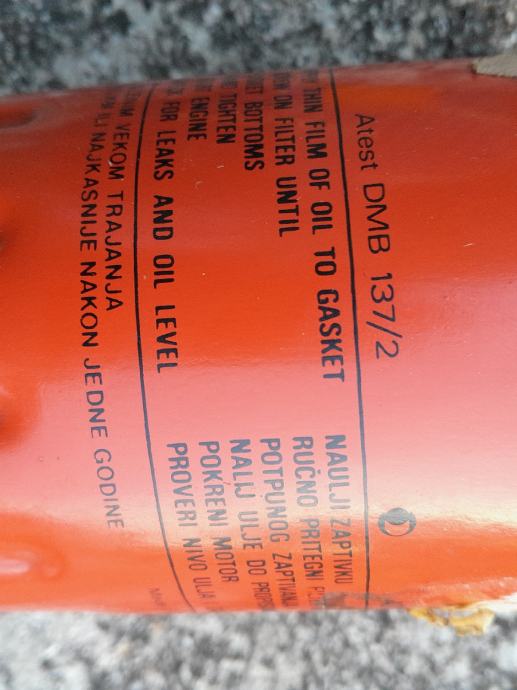 Atest DMB 137/2
THIN FILM OF OIL TO GASKET
ON FILTER UNTIL
BOTTOMS
TIGHTEN
ENGINE
FOR LEAKS AND OIL LEVEL
NAULJI ZAPTIVKU
RUČNO PRITEGNI
POTPUNOG
NALIJ ULJE DO
POKRENI MOTOR
PROVERI NIVO ULJA
VEKOM TRAJANJA
ILI NAJKASNIJE NAKON JEDNE GODINE